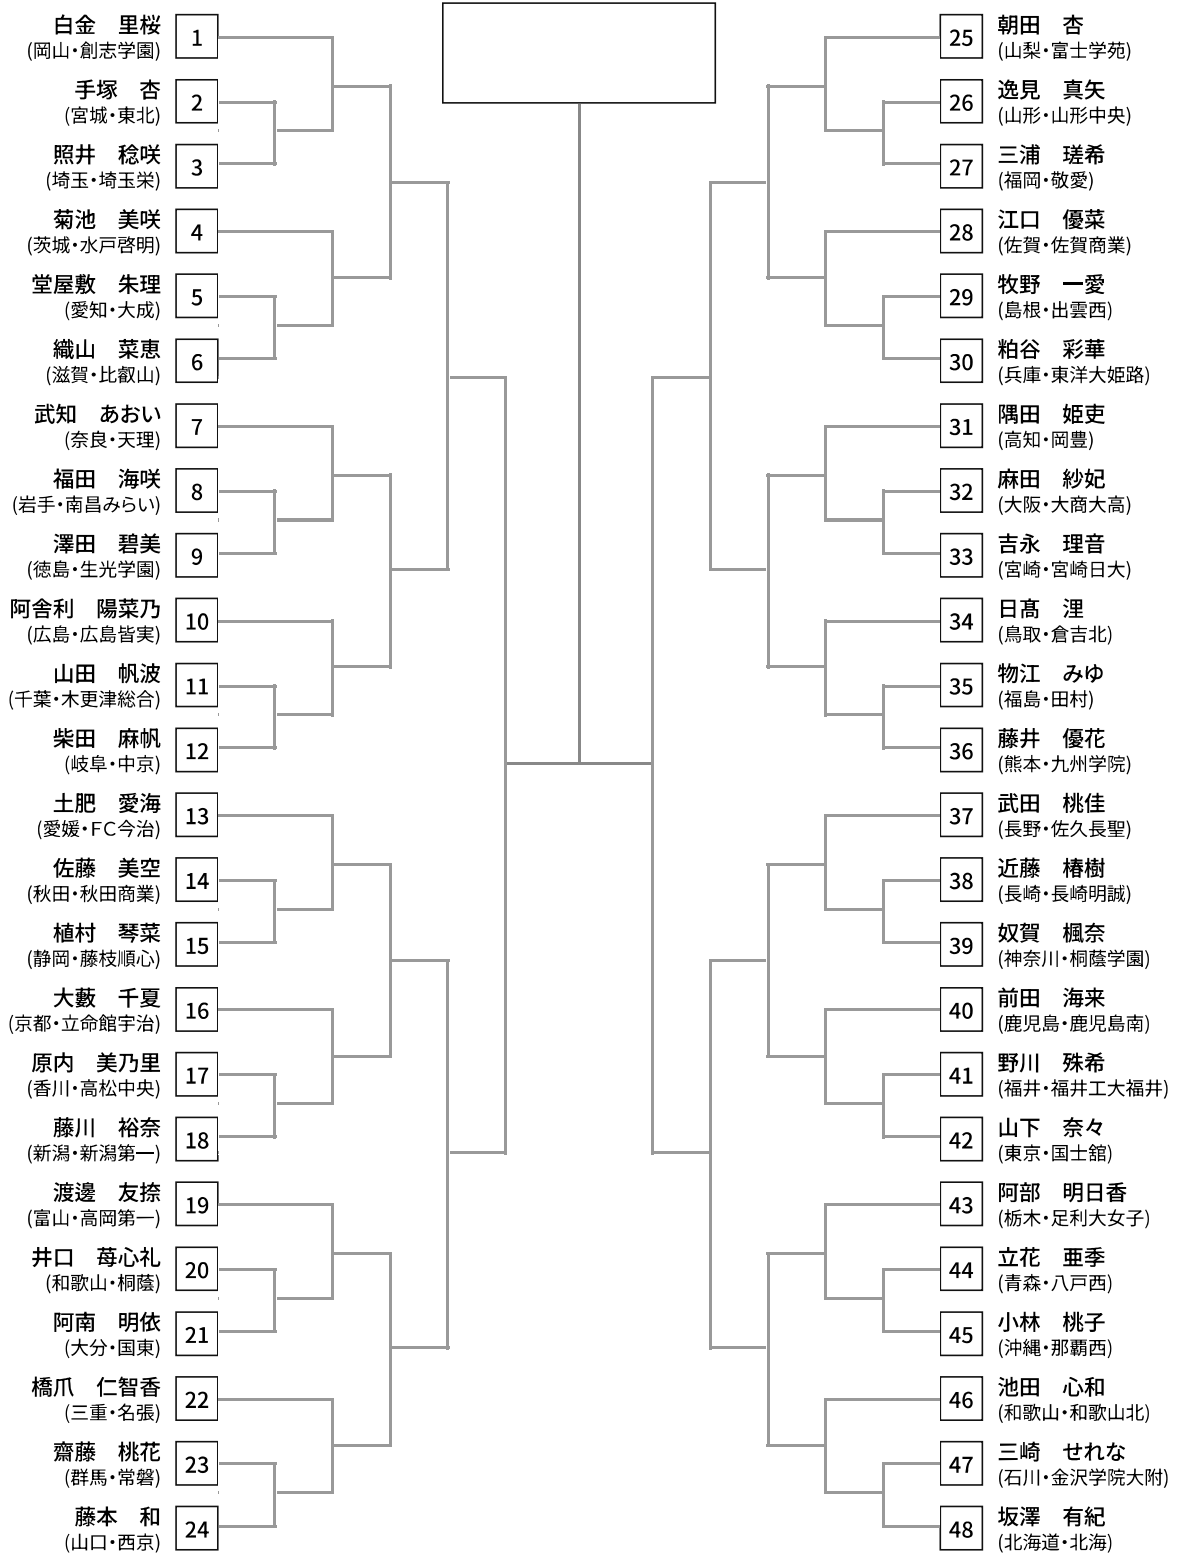 白金　里桜
(岡山・創志学園)
1
手塚　杏
(宮城・東北)
2
照井　稔咲
(埼玉・埼玉栄)
3
菊池　美咲
(茨城・水戸啓明)
4
堂屋敷　朱理
(愛知・大成)
5
織山　菜恵
(滋賀・比叡山)
6
武知　あおい
(奈良・天理)
7
福田　海咲
(岩手・南昌みらい)
8
澤田　碧美
(徳島・生光学園)
9
阿舎利　陽菜乃
(広島・広島皆実)
10
山田　帆波
(千葉・木更津総合)
11
柴田　麻帆
(岐阜・中京)
12
土肥　愛海
(愛媛・FC今治)
13
佐藤　美空
(秋田・秋田商業)
14
植村　琴菜
(静岡・藤枝順心)
15
大藪　千夏
(京都・立命館宇治)
16
原内　美乃里
(香川・高松中央)
17
藤川　裕奈
(新潟・新潟第一)
18
渡邊　友捺
(富山・高岡第一)
19
井口　苺心礼
(和歌山・桐蔭)
20
阿南　明依
(大分・国東)
21
橋爪　仁智香
(三重・名張)
22
齋藤　桃花
(群馬・常磐)
23
藤本　和
(山口・西京)
24
25
朝田　杏
(山梨・富士学苑)
26
逸見　真矢
(山形・山形中央)
27
三浦　瑳希
(福岡・敬愛)
28
江口　優菜
(佐賀・佐賀商業)
29
牧野　一愛
(島根・出雲西)
30
粕谷　彩華
(兵庫・東洋大姫路)
31
隅田　姫吏
(高知・岡豊)
32
麻田　紗妃
(大阪・大商大高)
33
吉永　理音
(宮崎・宮崎日大)
34
日髙　浬
(鳥取・倉吉北)
35
物江　みゆ
(福島・田村)
36
藤井　優花
(熊本・九州学院)
37
武田　桃佳
(長野・佐久長聖)
38
近藤　椿樹
(長崎・長崎明誠)
39
奴賀　楓奈
(神奈川・桐蔭学園)
40
前田　海来
(鹿児島・鹿児島南)
41
野川　殊希
(福井・福井工大福井)
42
山下　奈々
(東京・国士舘)
43
阿部　明日香
(栃木・足利大女子)
44
立花　亜季
(青森・八戸西)
45
小林　桃子
(沖縄・那覇西)
46
池田　心和
(和歌山・和歌山北)
47
三崎　せれな
(石川・金沢学院大附)
48
坂澤　有紀
(北海道・北海)